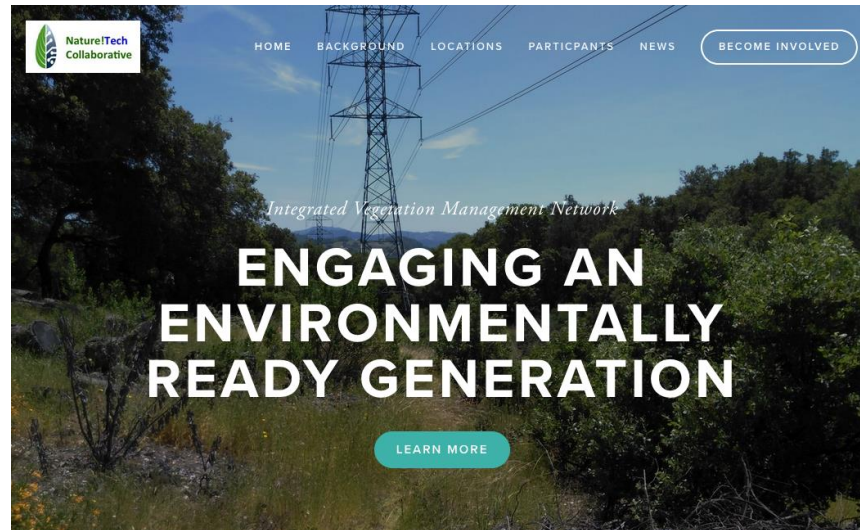 Nature!Tech
Collaborative
HOME BACKGROUND LOCATIONS PARTICPANTS NEWS BECOME INVOLVED
Integrated Vegetation Management Network
ENGAGING AN
ENVIRONMENTALLY
READY GENERATION
LEARN MORE